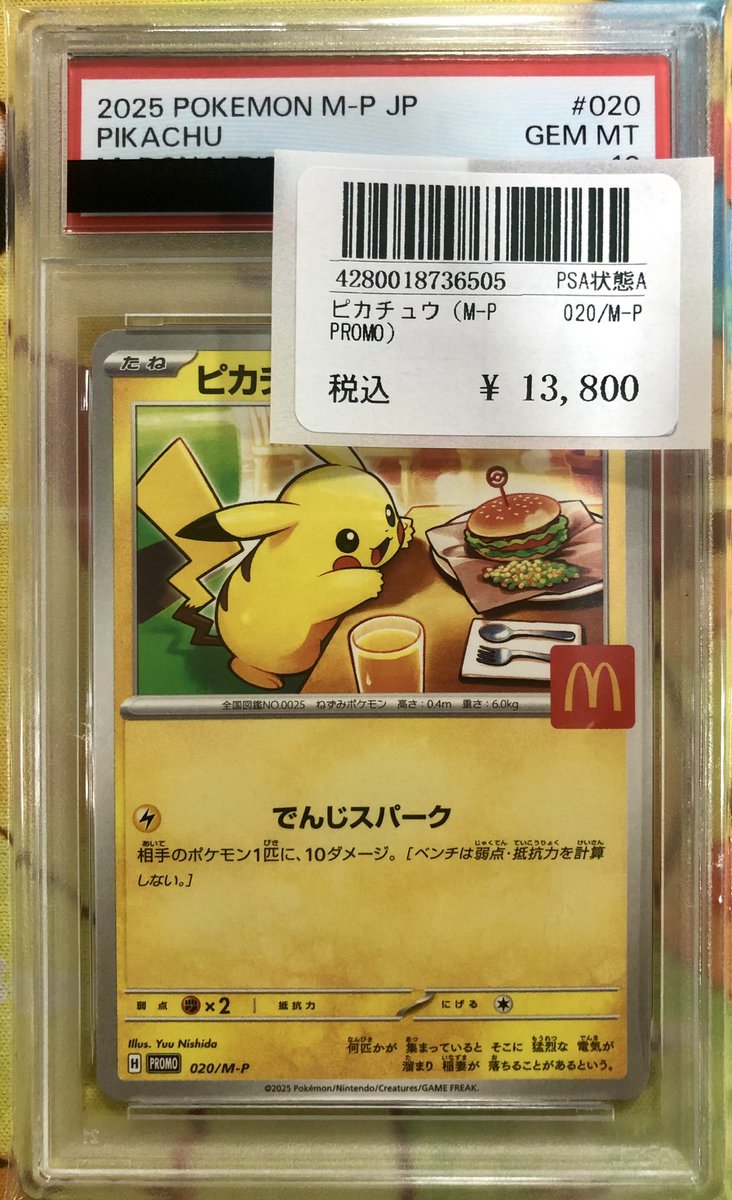 2025 POKEMON M-P JP #020
PIKACHU GEM MT
4280018736505 PSA状態A
ピカチュウ (M-P 020/M-P
PROMO)
税込 ¥ 13,800
たね
ピカチ
全国図鑑NO.0025 ねずみポケモン 高さ:0.4m 重さ:6.0kg
M
でんじスパーク
相手のポケモン1匹に、10ダメージ。[ベンチは弱点・抵抗力を計算
しない。]
弱点 ×2 抵抗力 にげる
Illus. Yuu Nishida
何匹かが 集まっていると そこに 猛烈な 電気が
H PROMO 020/M-P
溜まり 稲妻が 落ちることがあるという。
©2025 Pokémon/Nintendo/Creatures/GAME FREAK.